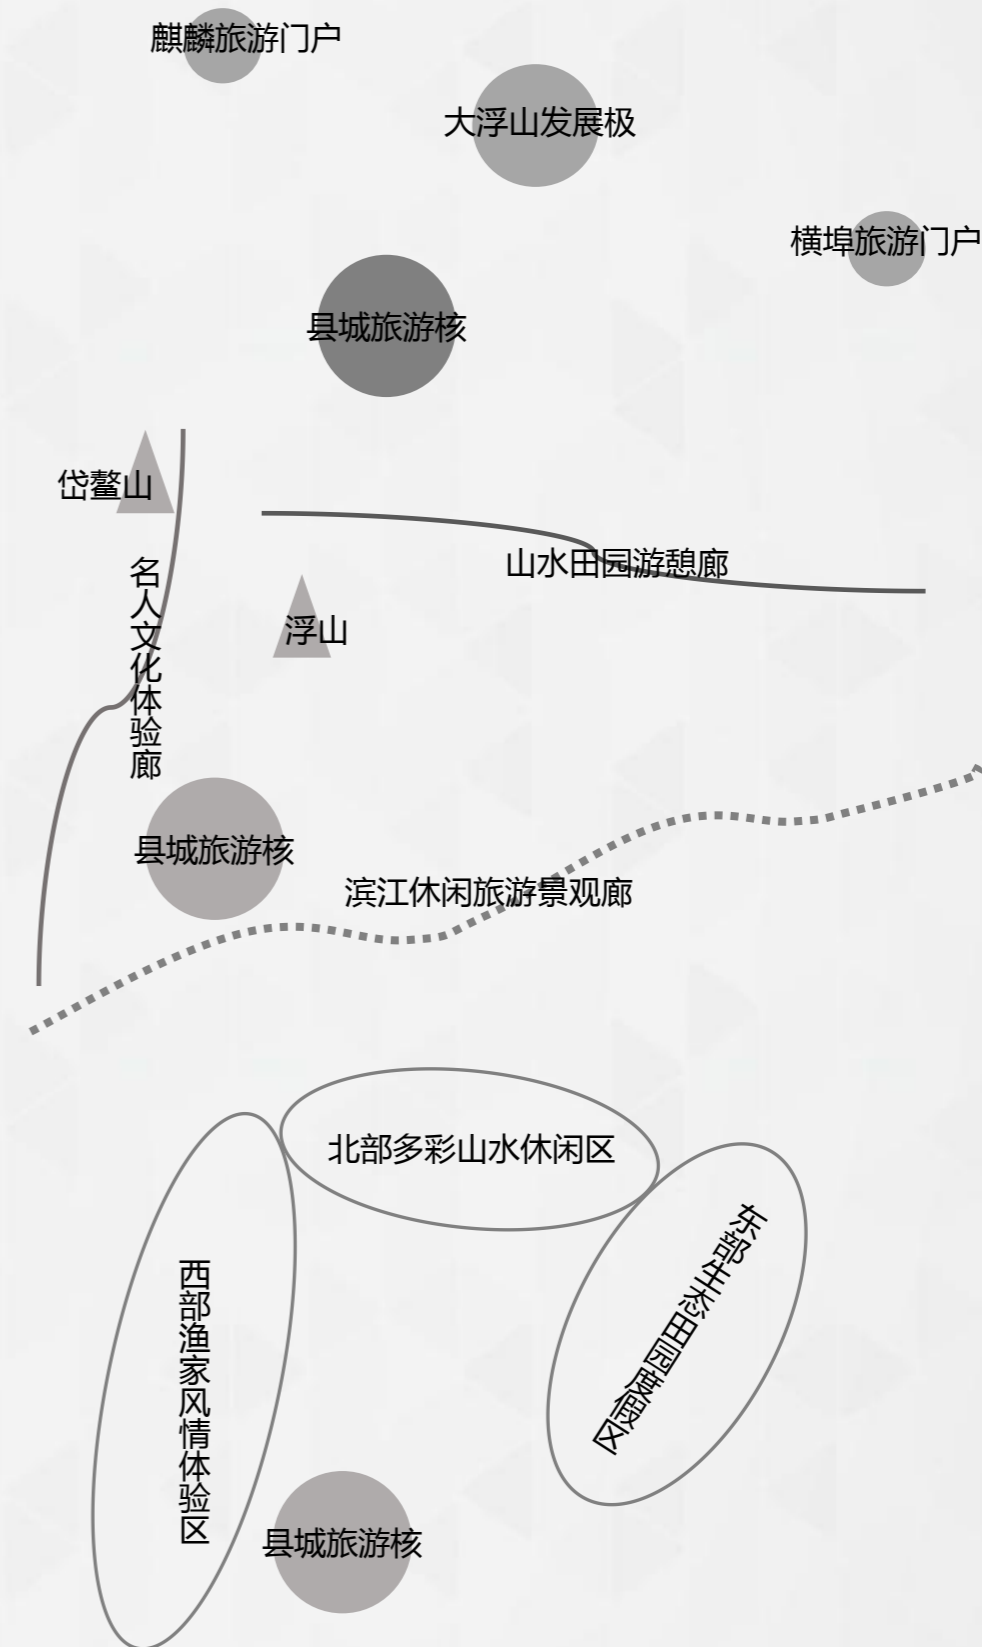 麒麟旅游门户
大浮山发展极
横埠旅游门户
县城旅游核
岱鳌山
山水田园游憩廊
名人文化体验廊
浮山
县城旅游核
滨江休闲旅游景观廊
北部多彩山水休闲区
东部生态田园度假区
西部渔家风情体验区
县城旅游核